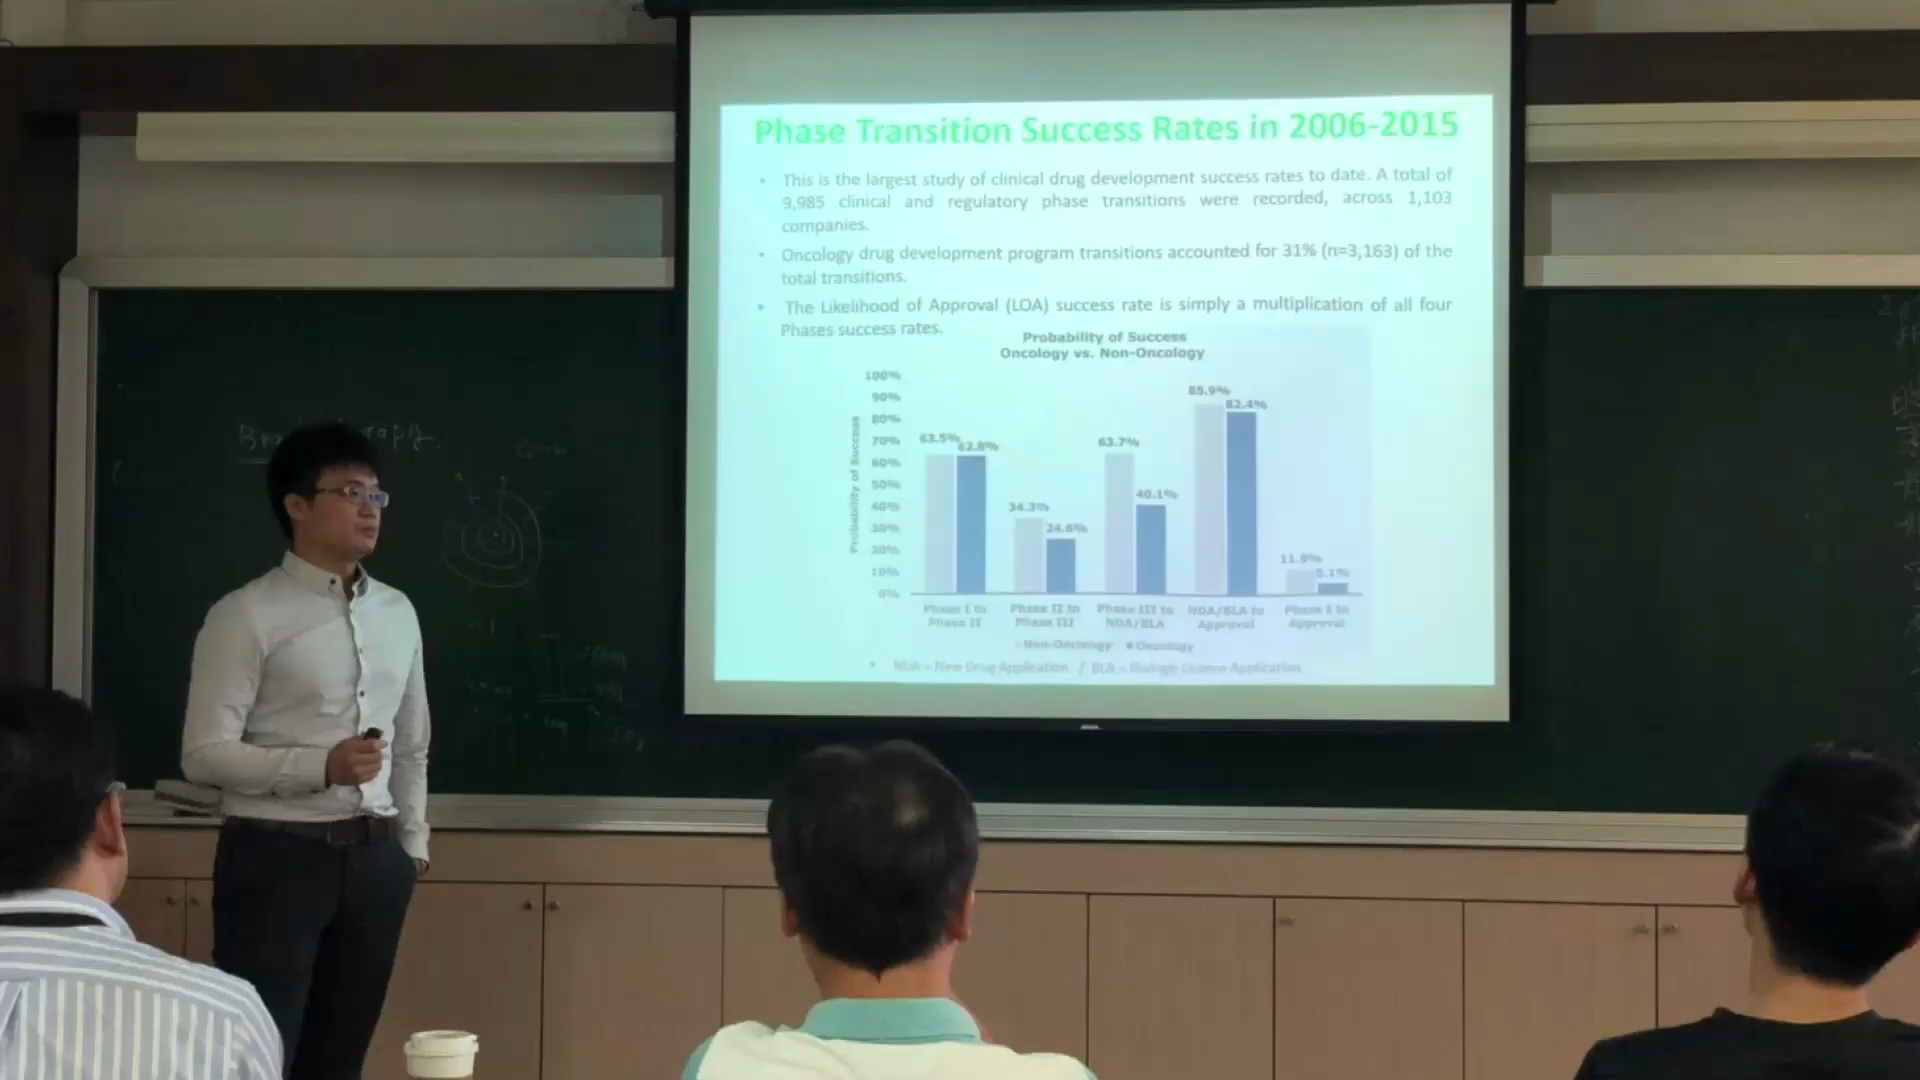 Phase Transition Success Rates in 2006-2015
• This is the largest study of clinical drug development success rates to date. A total of
9,985 clinical and regulatory phase transitions were recorded, across 1,103
companies.
• Oncology drug development program transitions accounted for 31% (n=3,163) of the
total transitions.
• The Likelihood of Approval (LOA) success rate is simply a multiplication of all four
Phases success rates.
Probability of Success
Oncology vs. Non-Oncology
Probability of Success
100%
90%
80%
70%
60%
50%
40%
30%
20%
10%
0%
63.5%
62.8%
34.3%
24.6%
63.7%
40.1%
85.9%
82.4%
11.9%
5.1%
Phase I to
Phase II
Phase II to
Phase III
Phase III to
NDA/BLA
NDA/BLA to
Approval
Phase I to
Approval
Non-Oncology
Oncology
• NDA – New Drug Application / BLA – Biologic License Application